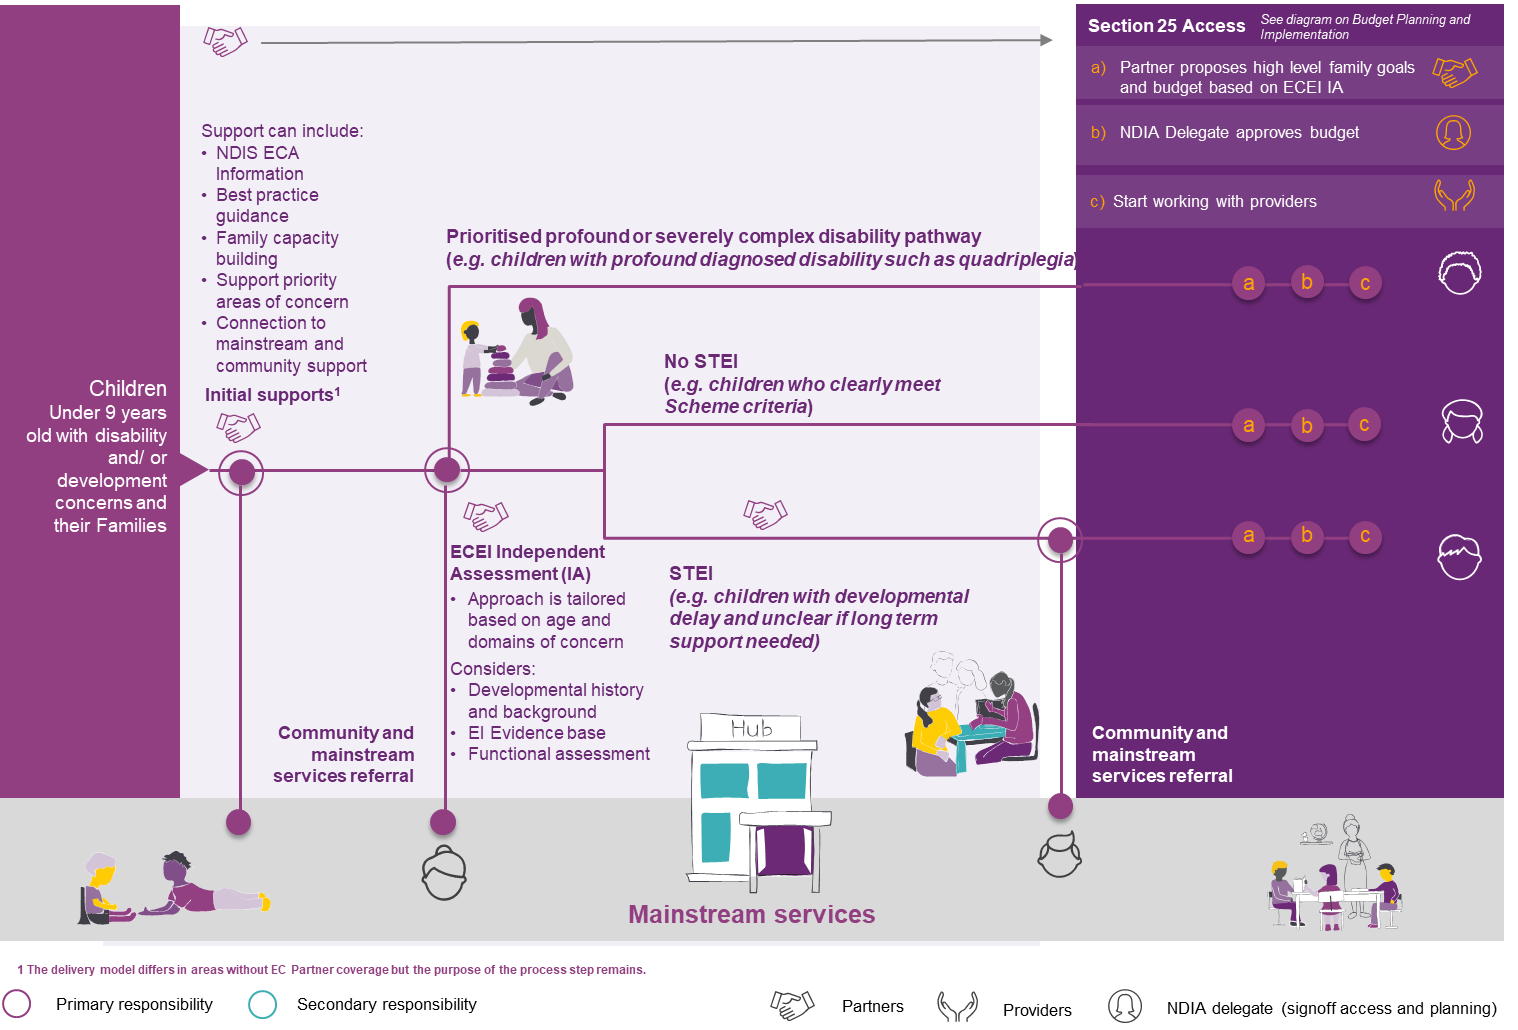 Section 25 Access
See diagram on Budget Planning and
Implementation
a) Partner proposes high level family goals
and budget based on ECEI IA
b) NDIA Delegate approves budget
c) Start working with providers
Support can include:
• NDIS ECA
Information
• Best practice
guidance
• Family capacity
building
• Support priority
areas of concern
• Connection to
mainstream and
community support
Initial supports1
Children
Under 9 years
old with disability
and/ or
development
concerns and
their Families
Prioritised profound or severely complex disability pathway
(e.g. children with profound diagnosed disability such as quadriplegia)
a b c
No STEI
(e.g. children who clearly meet
Scheme criteria)
a b c
ECEI Independent
Assessment (IA)
• Approach is tailored
based on age and
domains of concern
Considers:
• Developmental history
and background
• EI Evidence base
• Functional assessment
STEI
(e.g. children with developmental
delay and unclear if long term
support needed)
a b c
Community and
mainstream
services referral
Hub
Community and
mainstream
services referral
Mainstream services
1 The delivery model differs in areas without EC Partner coverage but the purpose of the process step remains.
Primary responsibility
Secondary responsibility
Partners
Providers
NDIA delegate (signoff access and planning)